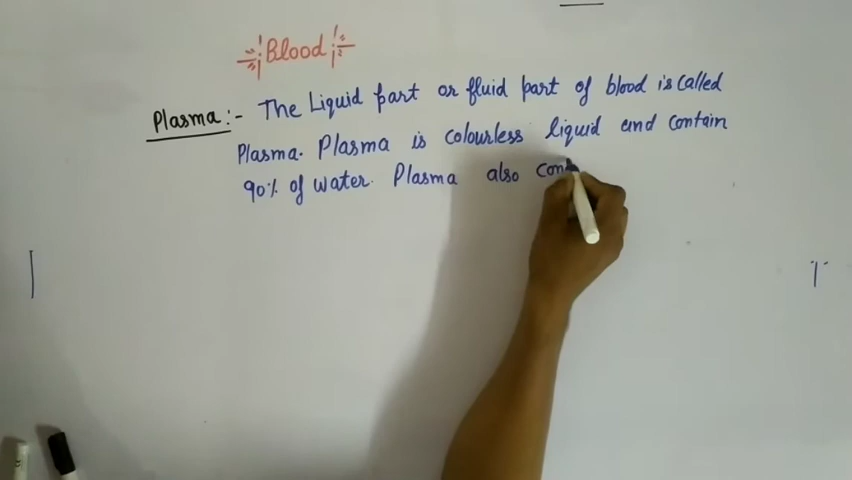 Blood
Plasma:- The Liquid part or fluid part of blood is called
Plasma. Plasma is colourless liquid and contain
90% of water. Plasma also con